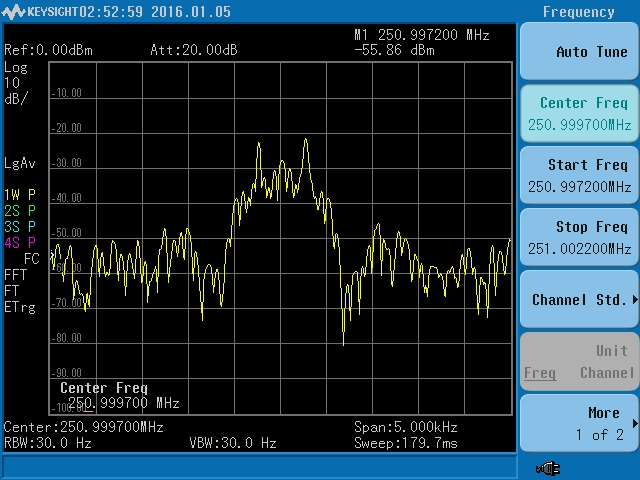 KEYSIGHT 02:52:59 2016.01.05
Frequency
M1 250.997200 MHz
Ref:0.00dBm Att:20.00dB -55.86 dBm
Log
10
dB/
-10.00
-20.00
-30.00
-40.00
-50.00
-60.00
-70.00
-80.00
-90.00
-100.00
LgAv
1W P
2S P
3S P
4S P
FC
FFT
FT
ETrg
Center Freq
250.999700 MHz
Center:250.999700MHz Span:5.000kHz
RBW:30.0 Hz VBW:30.0 Hz Sweep:179.7ms
Auto Tune
Center Freq
250.999700MHz
Start Freq
250.997200MHz
Stop Freq
251.002200MHz
Channel Std.
Unit
Freq Channel
More
1 of 2